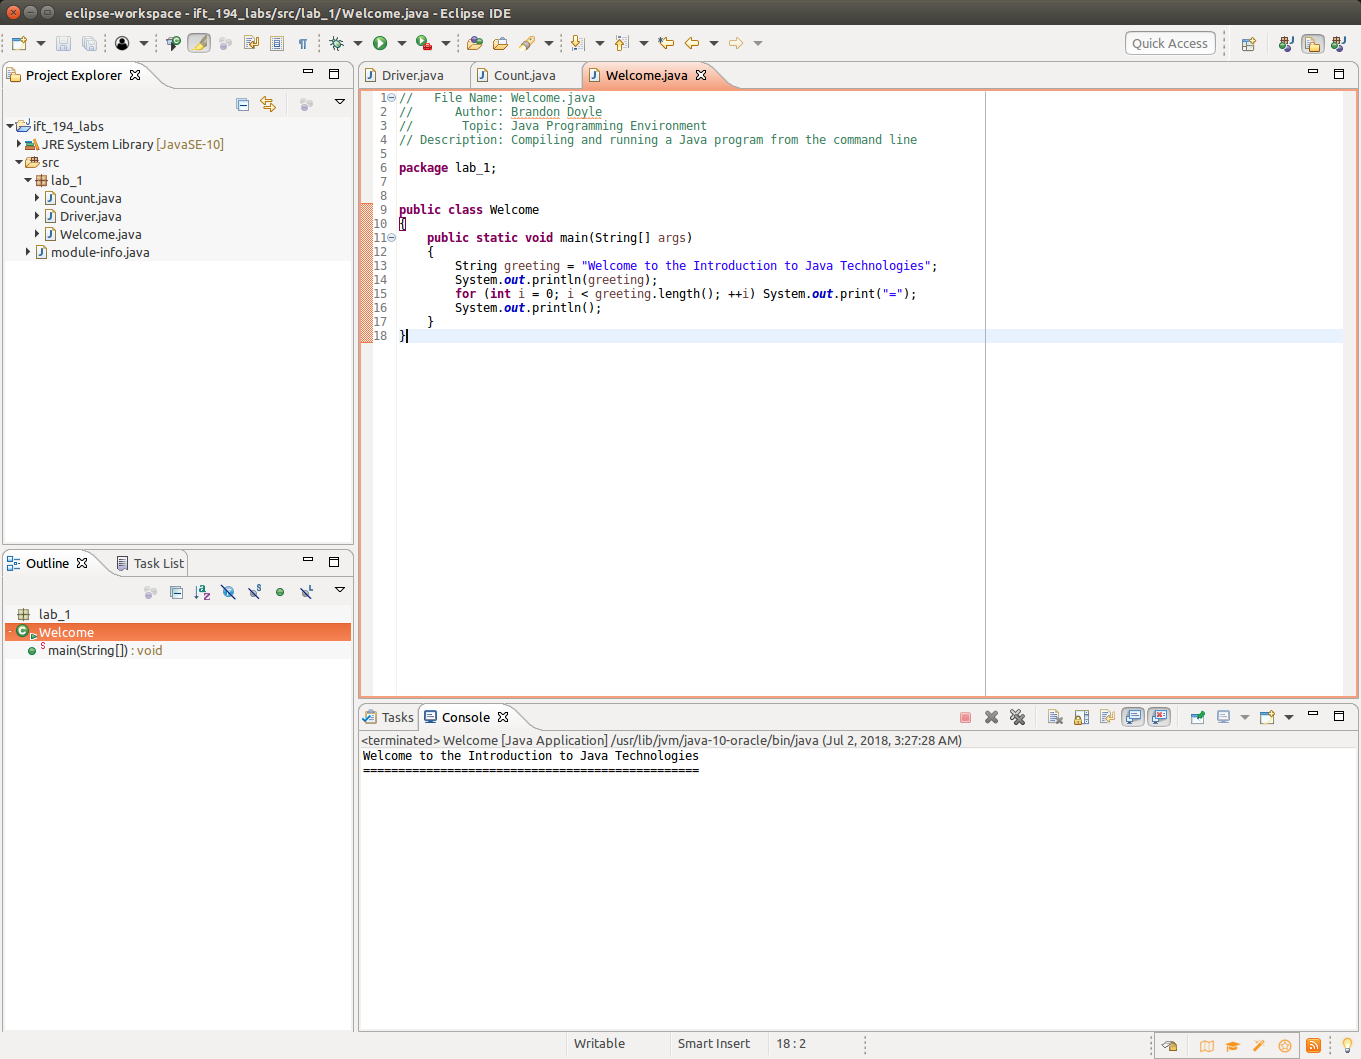 eclipse-workspace - ift_194_labs/src/lab_1/Welcome.java - Eclipse IDE
Quick Access
Project Explorer
ift_194_labs
JRE System Library [JavaSE-10]
src
lab_1
Count.java
Driver.java
Welcome.java
module-info.java
Outline
Task List
lab_1
Welcome
main(String[]) : void
Driver.java
Count.java
Welcome.java
1 //   File Name: Welcome.java
2 //      Author: Brandon Doyle
3 //       Topic: Java Programming Environment
4 // Description: Compiling and running a Java program from the command line
5
6 package lab_1;
7
8
9 public class Welcome
10 {
11     public static void main(String[] args)
12     {
13         String greeting = "Welcome to the Introduction to Java Technologies";
14         System.out.println(greeting);
15         for (int i = 0; i < greeting.length(); ++i) System.out.print("=");
16         System.out.println();
17     }
18 }
Tasks
Console
<terminated> Welcome [Java Application] /usr/lib/jvm/java-10-oracle/bin/java (Jul 2, 2018, 3:27:28 AM)
Welcome to the Introduction to Java Technologies
================================================
Writable
Smart Insert
18 : 2